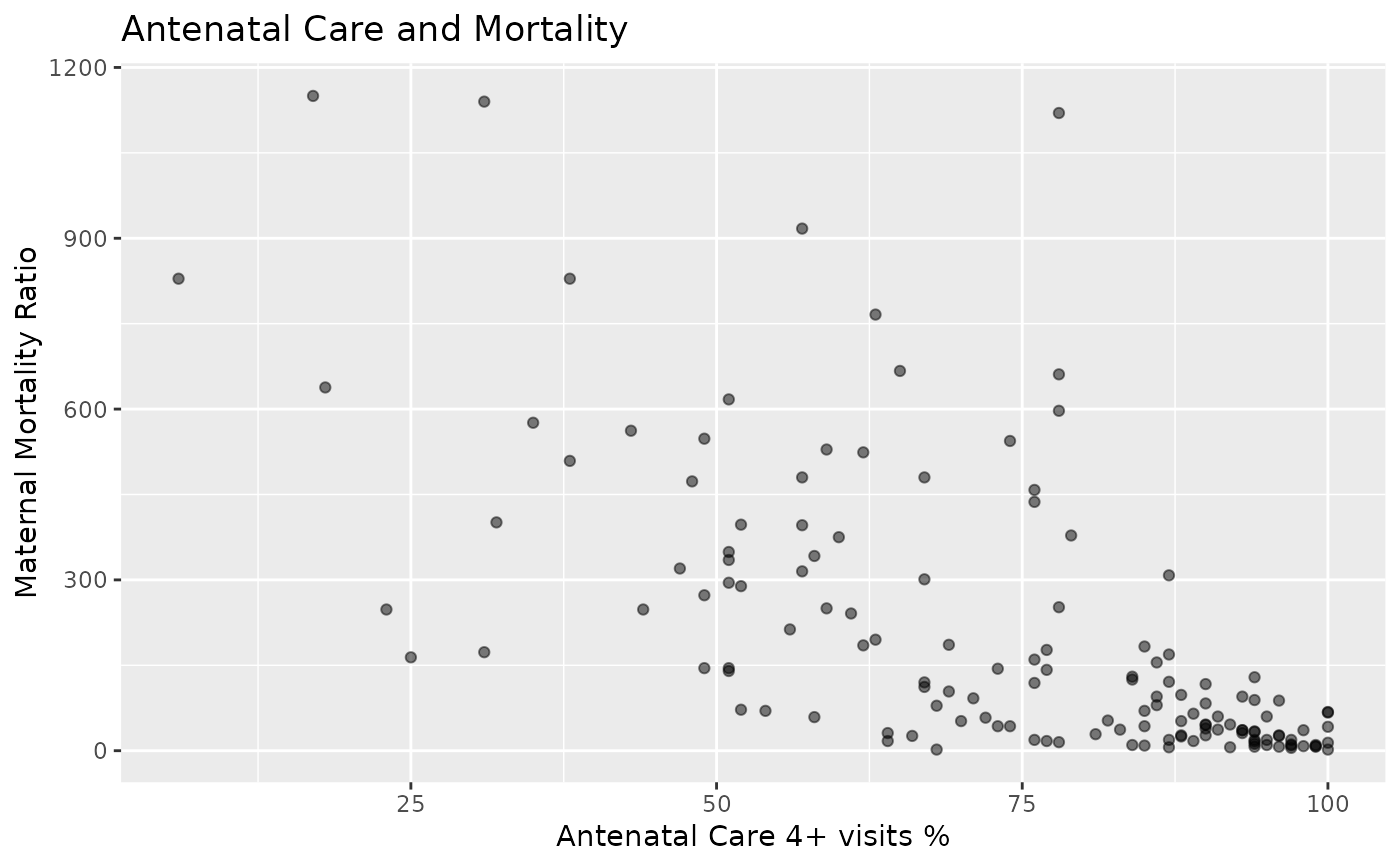 Antenatal Care and Mortality
Maternal Mortality Ratio
1200
900
600
300
0
25 50 75 100
Antenatal Care 4+ visits %